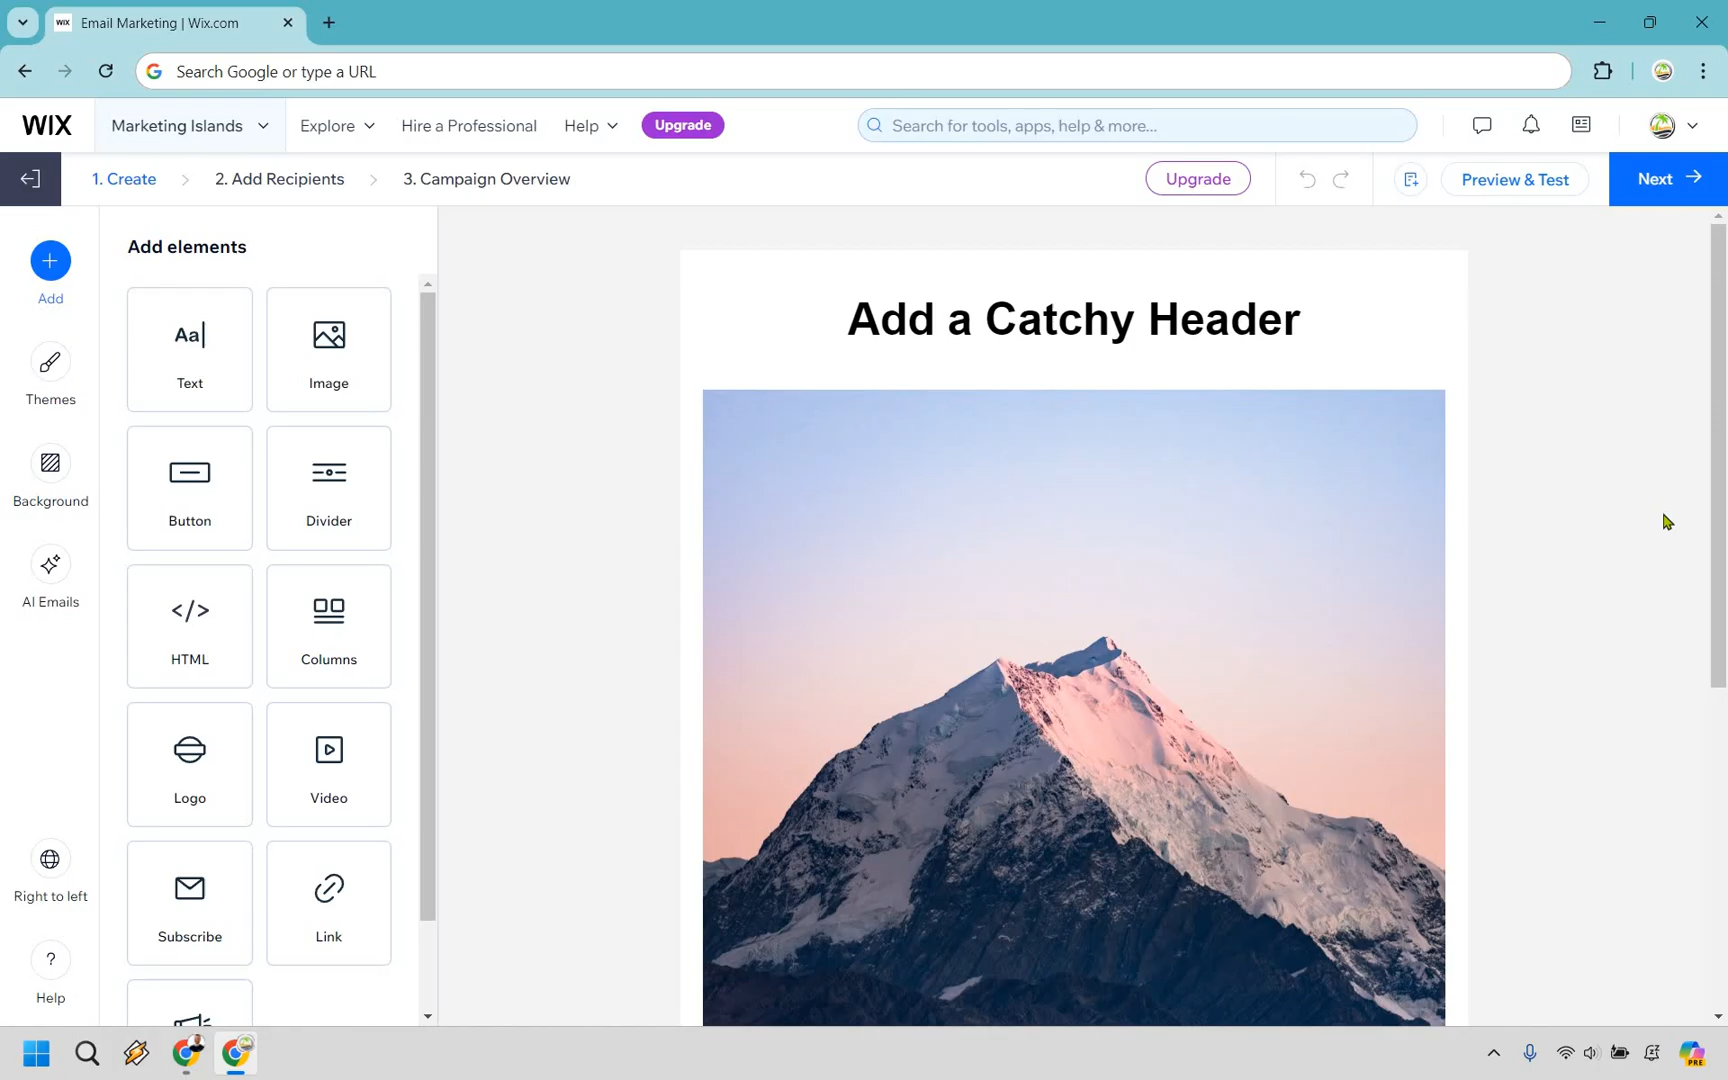 Email Marketing | Wix.com
Search Google or type a URL
WIX
Marketing Islands
Explore
Hire a Professional
Help
Upgrade
Search for tools, apps, help & more...
1. Create
2. Add Recipients
3. Campaign Overview
Upgrade
Preview & Test
Next
Add
Themes
Background
AI Emails
Right to left
Help
Add elements
Aa
Text
Image
Button
Divider
HTML
Columns
Logo
Video
Subscribe
Link
Add a Catchy Header
PRE